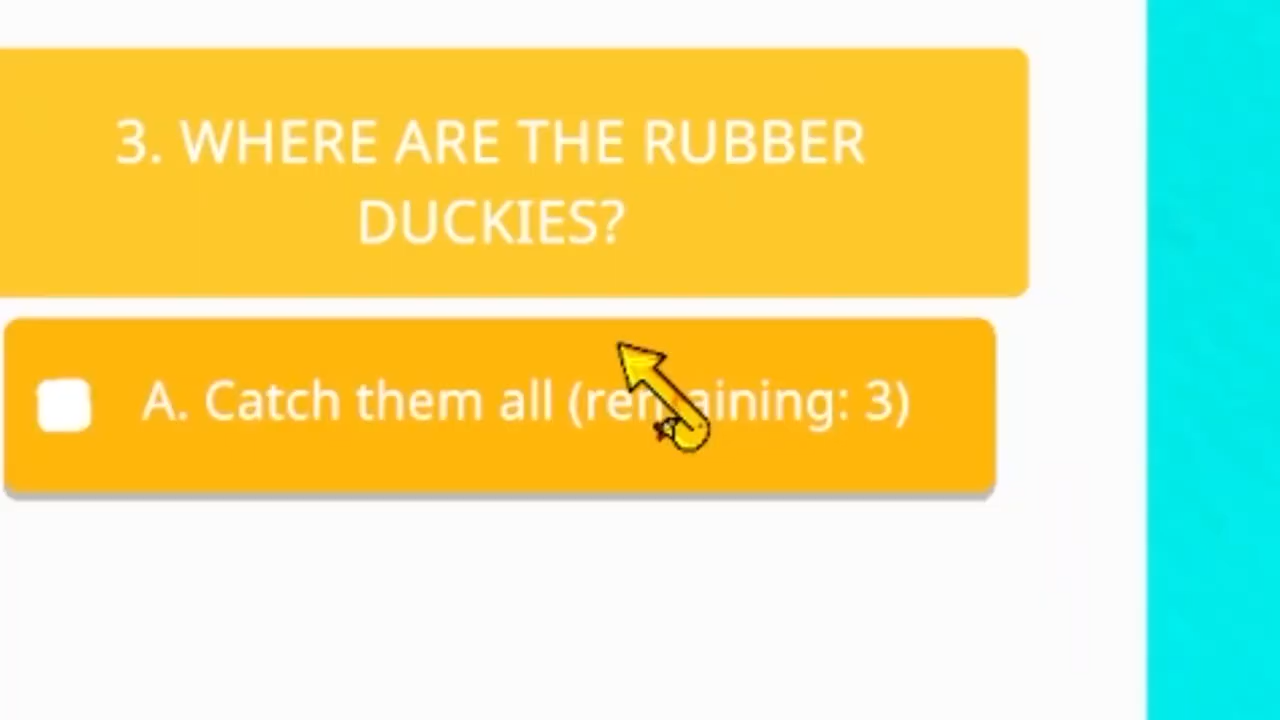 3. WHERE ARE THE RUBBER
DUCKIES?
A. Catch them all (remaining: 3)